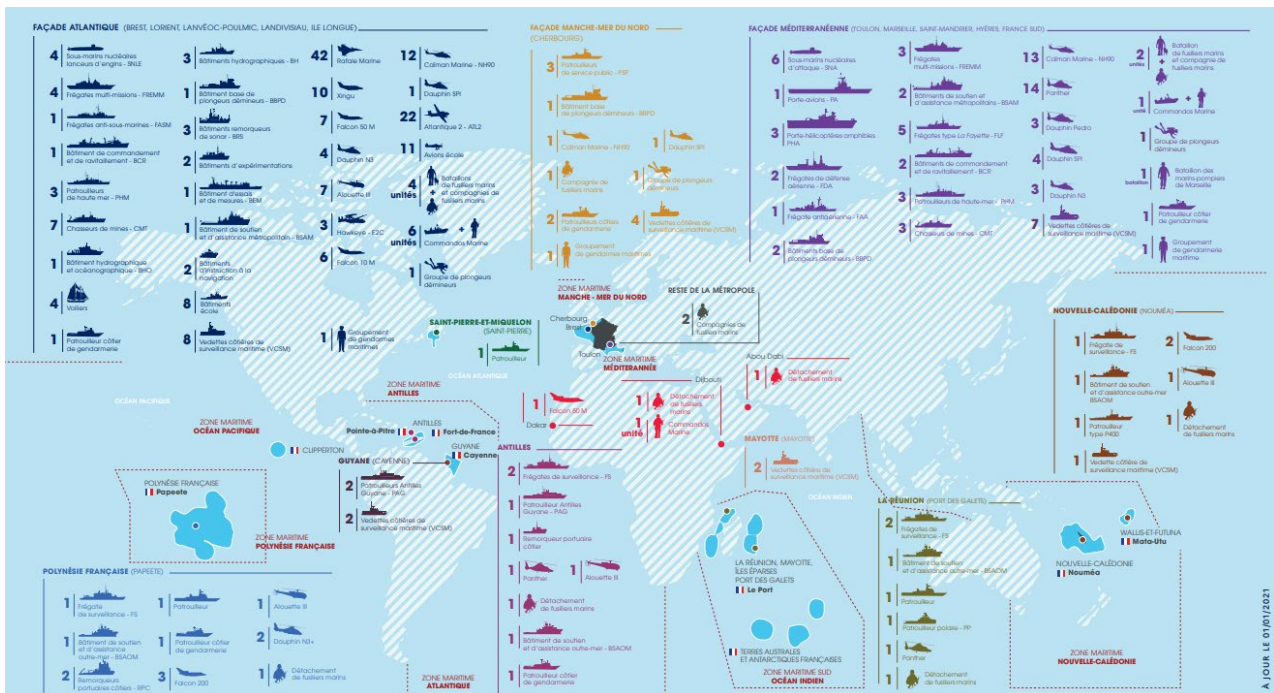 FAÇADE ATLANTIQUE (BREST, LORIENT, LANVÉOC-POULMIC, LANDIVISIAU, ILE LONGUE)
4
Sous-marins nucléaires
lanceurs d'engins - SNLE
4
Frégates multi-missions - FREMM
1
Frégates anti-sous-marines - FASM
1
Bâtiment de commandement
et de ravitaillement - BCR
3
Patrouilleurs
de haute mer - PHM
7
Chasseurs de mines - CMT
1
Bâtiment hydrographique
et océanographique - BHO
4
Voiliers
1
Patrouilleur côtier
de gendarmerie
3
Bâtiments hydrographiques - BH
1
Bâtiment base de
plongeurs démineurs - BBPD
3
Bâtiments remorqueurs
de sonar - BRS
2
Bâtiments d'expérimentations
1
Bâtiment d'essais
et de mesures - BEM
1
Bâtiment de soutien
et d'assistance métropolitain - BSAM
2
Bâtiments
d'instruction à la
navigation
8
Bâtiments
école
8
Vedettes côtières de
surveillance maritime (VCSM)
42
Rafale Marine
10
Xingu
7
Falcon 50 M
4
Dauphin N3
7
Alouette III
3
Hawkeye - E2C
6
Falcon 10 M
1
Groupement
de gendarmes
maritimes
12
Caïman Marine - NH90
1
Dauphin SPI
22
Atlantique 2 - ATL2
11
Avions école
4
unités
Bataillons
de fusiliers marins
+
et compagnies de
fusiliers marins
6
unités
+
Commandos Marine
1
Groupe de plongeurs
démineurs
FAÇADE MANCHE-MER DU NORD
(CHERBOURG)
3
Patrouilleurs
de service public - PSP
1
Bâtiment base
de plongeurs démineurs - BBPD
1
Caïman Marine - NH90
1
Dauphin SPI
1
Compagnie de
fusiliers marins
1
Groupe de plongeurs
démineurs
2
Patrouilleurs côtiers
de gendarmerie
4
Vedettes côtières de
surveillance maritime (VCSM)
1
Groupement
de gendarmes maritimes
FAÇADE MÉDITERRANÉENNE (TOULON, MARSEILLE, SAINT-MANDRIER, HYÈRES, FRANCE SUD)
6
Sous-marins nucléaires
d'attaque - SNA
1
Porte-avions - PA
3
Porte-hélicoptères amphibies
PHA
2
Frégates de défense
aérienne - FDA
1
Frégate antiaérienne - FAA
2
Bâtiments base de
plongeurs démineurs - BBPD
3
Frégates
multi-missions - FREMM
2
Bâtiments de soutien et
d'assistance métropolitains - BSAM
5
Frégates type La Fayette - FLF
2
Bâtiments de commandement
et de ravitaillement - BCR
3
Patrouilleurs de haute-mer - PHM
3
Chasseurs de mines - CMT
13
Caïman Marine - NH90
14
Panther
3
Dauphin Pedro
4
Dauphin SPI
3
Dauphin N3
7
Vedettes côtières de
surveillance maritime (VCSM)
2
unités
Bataillon
de fusiliers marins
+
et compagnie de
fusiliers marins
1
unité
+
Commandos Marine
1
Groupe de plongeurs
démineurs
1
bataillon
Bataillon des
marins-pompiers
de Marseille
1
Patrouilleur côtier de
gendarmerie
1
Groupement
de gendarmerie
maritime
ZONE MARITIME
MANCHE - MER DU NORD
RESTE DE LA MÉTROPOLE
2
Compagnies de
fusiliers marins
Cherbourg
Brest
Toulon
ZONE MARITIME
MÉDITERANNÉE
SAINT-PIERRE-ET-MIQUELON
(SAINT-PIERRE)
1
Patrouilleur
OCÉAN ATLANTIQUE
OCÉAN PACIFIQUE
ZONE MARITIME
ANTILLES
ZONE MARITIME
OCÉAN PACIFIQUE
CLIPPERTON
ANTILLES
Pointe-à-Pitre
Fort-de-France
GUYANE
Cayenne
GUYANE (CAYENNE)
2
Patrouilleurs Antilles
Guyane - PAG
2
Vedettes côtières de
surveillance maritime (VCSM)
1
Falcon 50 M
Dakar
Djibouti
1
Détachement
de fusiliers
marins
1
unité
Commandos
Marine
Abou Dabi
1
Détachement
de fusiliers marins
MAYOTTE (MAYOTTE)
2
Vedettes côtière de
surveillance maritime (VCSM)
OCÉAN INDIEN
NOUVELLE-CALÉDONIE (NOUMÉA)
1
Frégate de
surveillance - FS
2
Falcon 200
1
Bâtiment de soutien
et d'assistance outre-mer
BSAOM
1
Alouette III
1
Patrouilleur
type P400
1
Détachement
de fusiliers marins
1
Vedette côtière de
surveillance maritime (VCSM)
ANTILLES
2
Frégates de surveillance - FS
1
Patrouilleur Antilles
Guyane - PAG
1
Remorqueur portuaire
côtier
1
Panther
1
Alouette III
1
Détachement
de fusiliers marins
1
Bâtiment de soutien
et d'assistance outre-mer - BSAOM
1
Patrouilleur côtier
de gendarmerie
LA RÉUNION (PORT DES GALETS)
2
Frégates de
surveillance - FS
1
Bâtiment de soutien
et d'assistance outre-mer - BSAOM
1
Patrouilleur
1
Patrouilleur polaire - PP
1
Panther
1
Détachement
de fusiliers marins
LA RÉUNION, MAYOTTE,
ÎLES ÉPARSES
PORT DES GALETS
Le Port
TERRES AUSTRALES
ET ANTARCTIQUES FRANÇAISES
ZONE MARITIME SUD
OCÉAN INDIEN
WALLIS-ET-FUTUNA
Mata-Utu
NOUVELLE-CALÉDONIE
Nouméa
ZONE MARITIME
NOUVELLE-CALÉDONIE
POLYNÉSIE FRANÇAISE
Papeete
ZONE MARITIME
POLYNÉSIE FRANÇAISE
POLYNÉSIE FRANÇAISE (PAPEETE)
1
Frégate
de surveillance - FS
1
Bâtiment de soutien
et d'assistance
outre-mer - BSAOM
2
Remorqueurs
portuaires côtiers - RPC
1
Patrouilleur
1
Patrouilleur côtier
de gendarmerie
3
Falcon 200
1
Alouette III
2
Dauphin N3+
1
Détachement
de fusiliers marins
ZONE MARITIME
ATLANTIQUE
À JOUR LE 01/01/2021